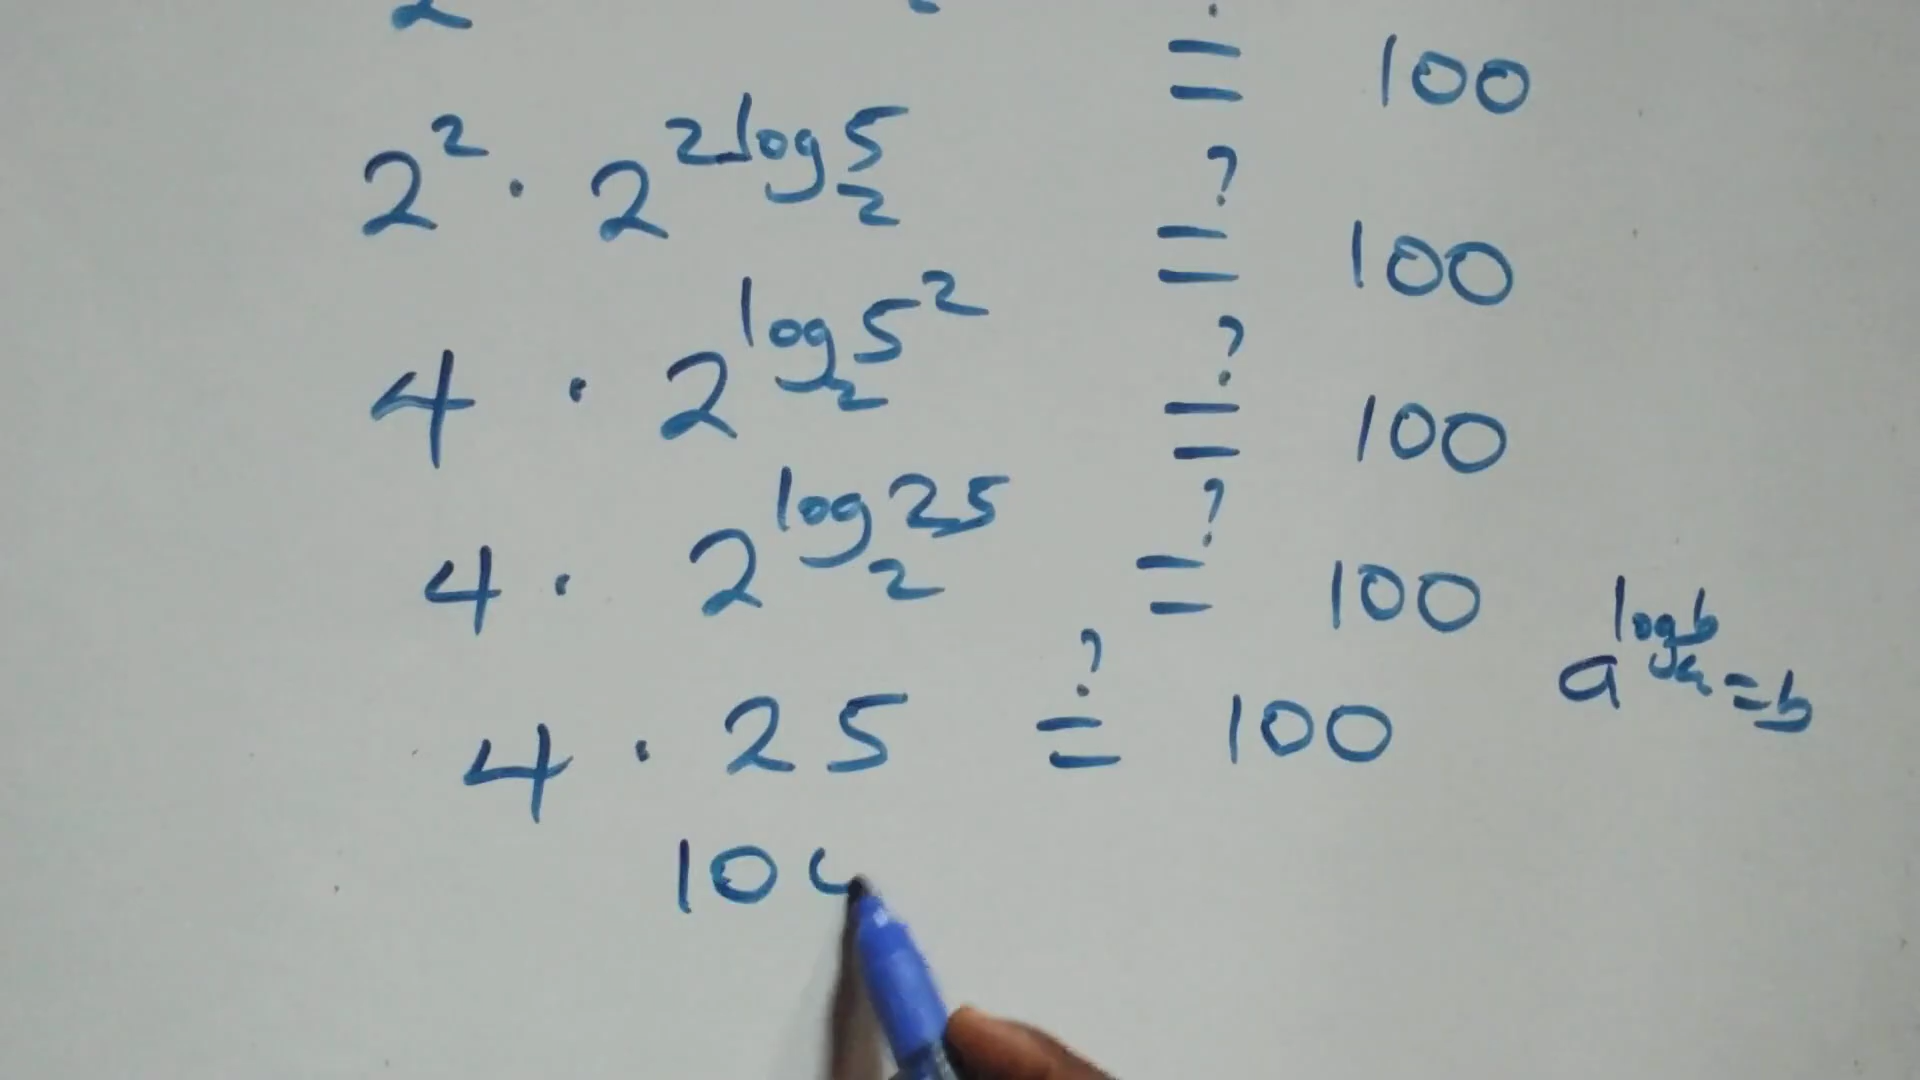 = 100
2² · 2^(2log₂5) ≟ 100
4 · 2^(log₂5²) ≟ 100
4 · 2^(log₂25) ≟ 100
a^(logₐb) = b
4 · 25 ≟ 100
10